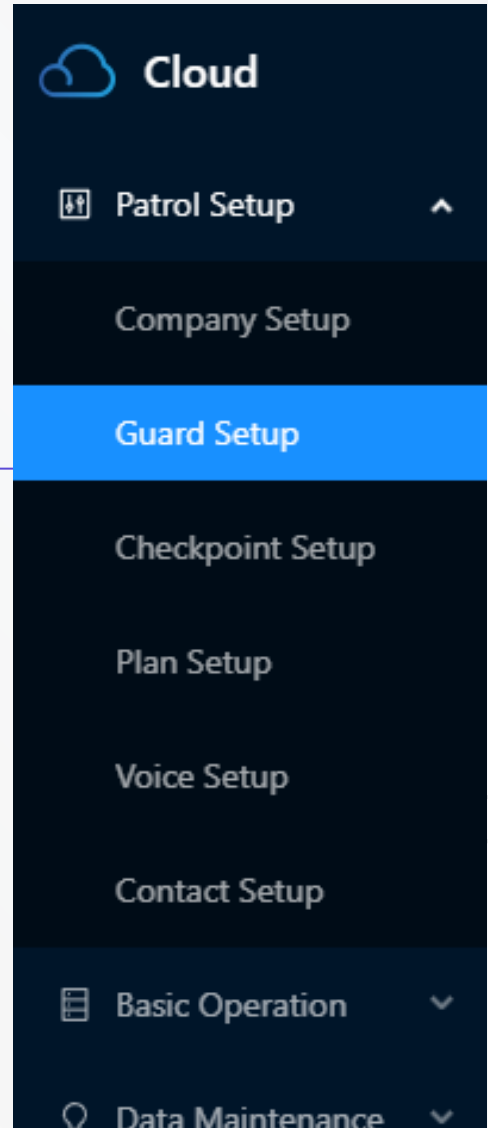 Cloud
Patrol Setup
Company Setup
Guard Setup
Checkpoint Setup
Plan Setup
Voice Setup
Contact Setup
Basic Operation
Data Maintenance